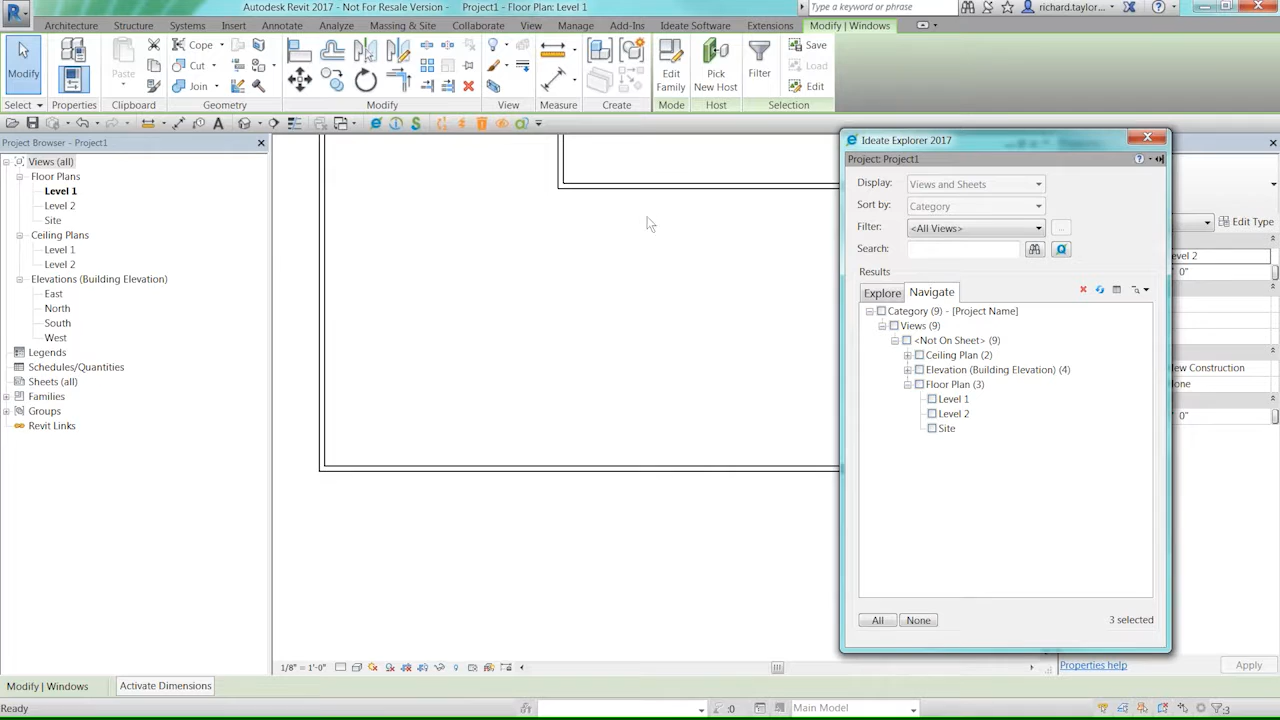 Autodesk Revit 2017 - Not For Resale Version - Project1 - Floor Plan: Level 1
Type a keyword or phrase
richard.taylor...
Architecture Structure Systems Insert Annotate Analyze Massing & Site Collaborate View Manage Add-Ins Ideate Software Extensions Modify | Windows
Modify
Paste
Cope
Cut
Join
Edit Family
Pick New Host
Filter
Save
Load
Edit
Select Properties Clipboard Geometry Modify View Measure Create Mode Host Selection
Project Browser - Project1
Views (all)
Floor Plans
Level 1
Level 2
Site
Ceiling Plans
Level 1
Level 2
Elevations (Building Elevation)
East
North
South
West
Legends
Schedules/Quantities
Sheets (all)
Families
Groups
Revit Links
Ideate Explorer 2017
Project: Project1
Display: Views and Sheets
Sort by: Category
Filter: <All Views>
...
Search:
Results
Explore Navigate
Category (9) - [Project Name]
Views (9)
<Not On Sheet> (9)
Ceiling Plan (2)
Elevation (Building Elevation) (4)
Floor Plan (3)
Level 1
Level 2
Site
All None 3 selected
Edit Type
evel 2
0"
ew Construction
one
0"
Properties help Apply
1/8" = 1'-0"
Modify | Windows Activate Dimensions
Ready
:0
Main Model
:3